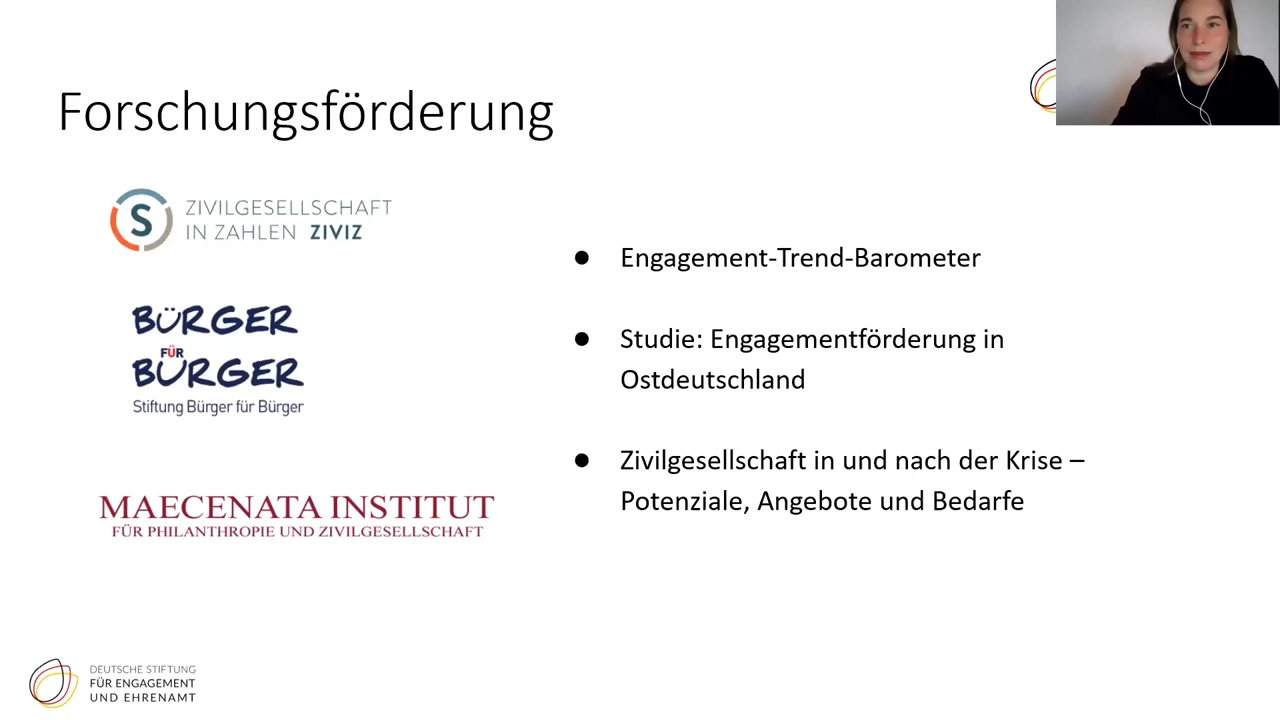 Forschungsförderung
ZIVILGESELLSCHAFT
IN ZAHLEN ZIVIZ
S
BÜRGER
FÜR
BÜRGER
Stiftung Bürger für Bürger
MAECENATA INSTITUT
FÜR PHILANTHROPIE UND ZIVILGESELLSCHAFT
● Engagement-Trend-Barometer
● Studie: Engagementförderung in
Ostdeutschland
● Zivilgesellschaft in und nach der Krise –
Potenziale, Angebote und Bedarfe
DEUTSCHE STIFTUNG
FÜR ENGAGEMENT
UND EHRENAMT